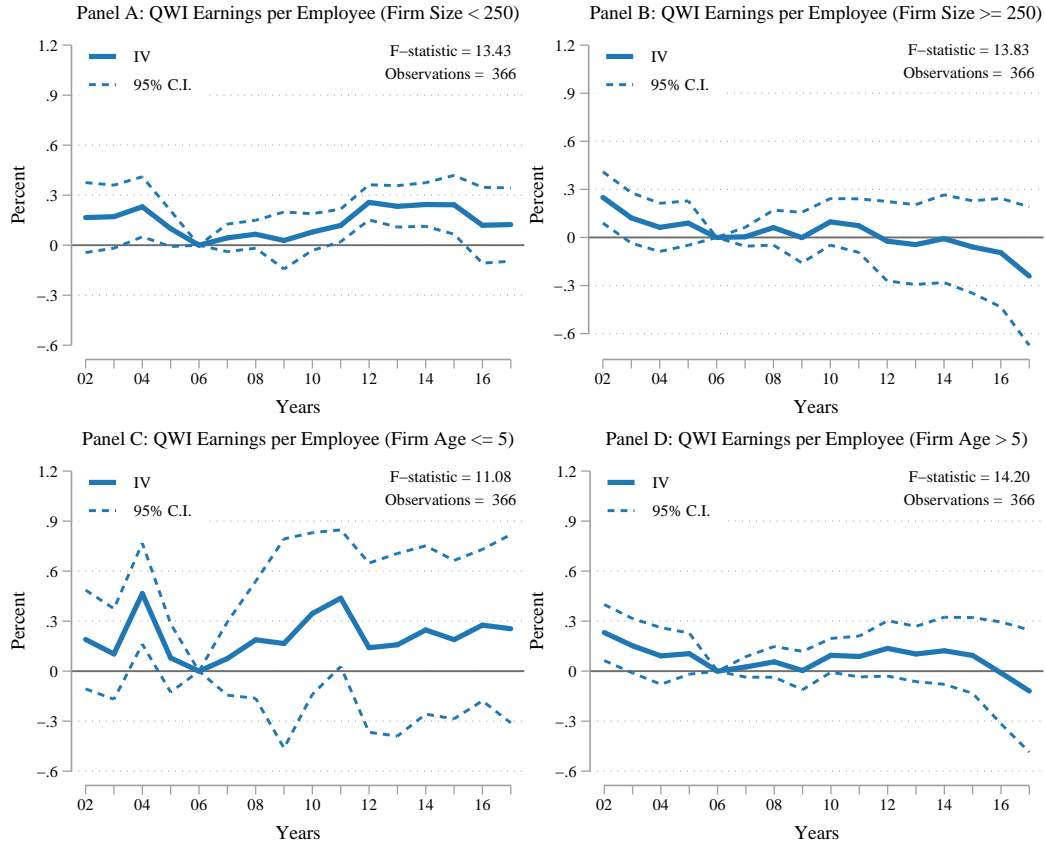 Panel A: QWI Earnings per Employee (Firm Size < 250)
1.2
.9
.6
.3
0
−.3
−.6
Percent
IV
95% C.I.
F−statistic = 13.43
Observations = 366
02 04 06 08 10 12 14 16
Years
Panel B: QWI Earnings per Employee (Firm Size >= 250)
1.2
.9
.6
.3
0
−.3
−.6
Percent
IV
95% C.I.
F−statistic = 13.83
Observations = 366
02 04 06 08 10 12 14 16
Years
Panel C: QWI Earnings per Employee (Firm Age <= 5)
1.2
.9
.6
.3
0
−.3
−.6
Percent
IV
95% C.I.
F−statistic = 11.08
Observations = 366
02 04 06 08 10 12 14 16
Years
Panel D: QWI Earnings per Employee (Firm Age > 5)
1.2
.9
.6
.3
0
−.3
−.6
Percent
IV
95% C.I.
F−statistic = 14.20
Observations = 366
02 04 06 08 10 12 14 16
Years